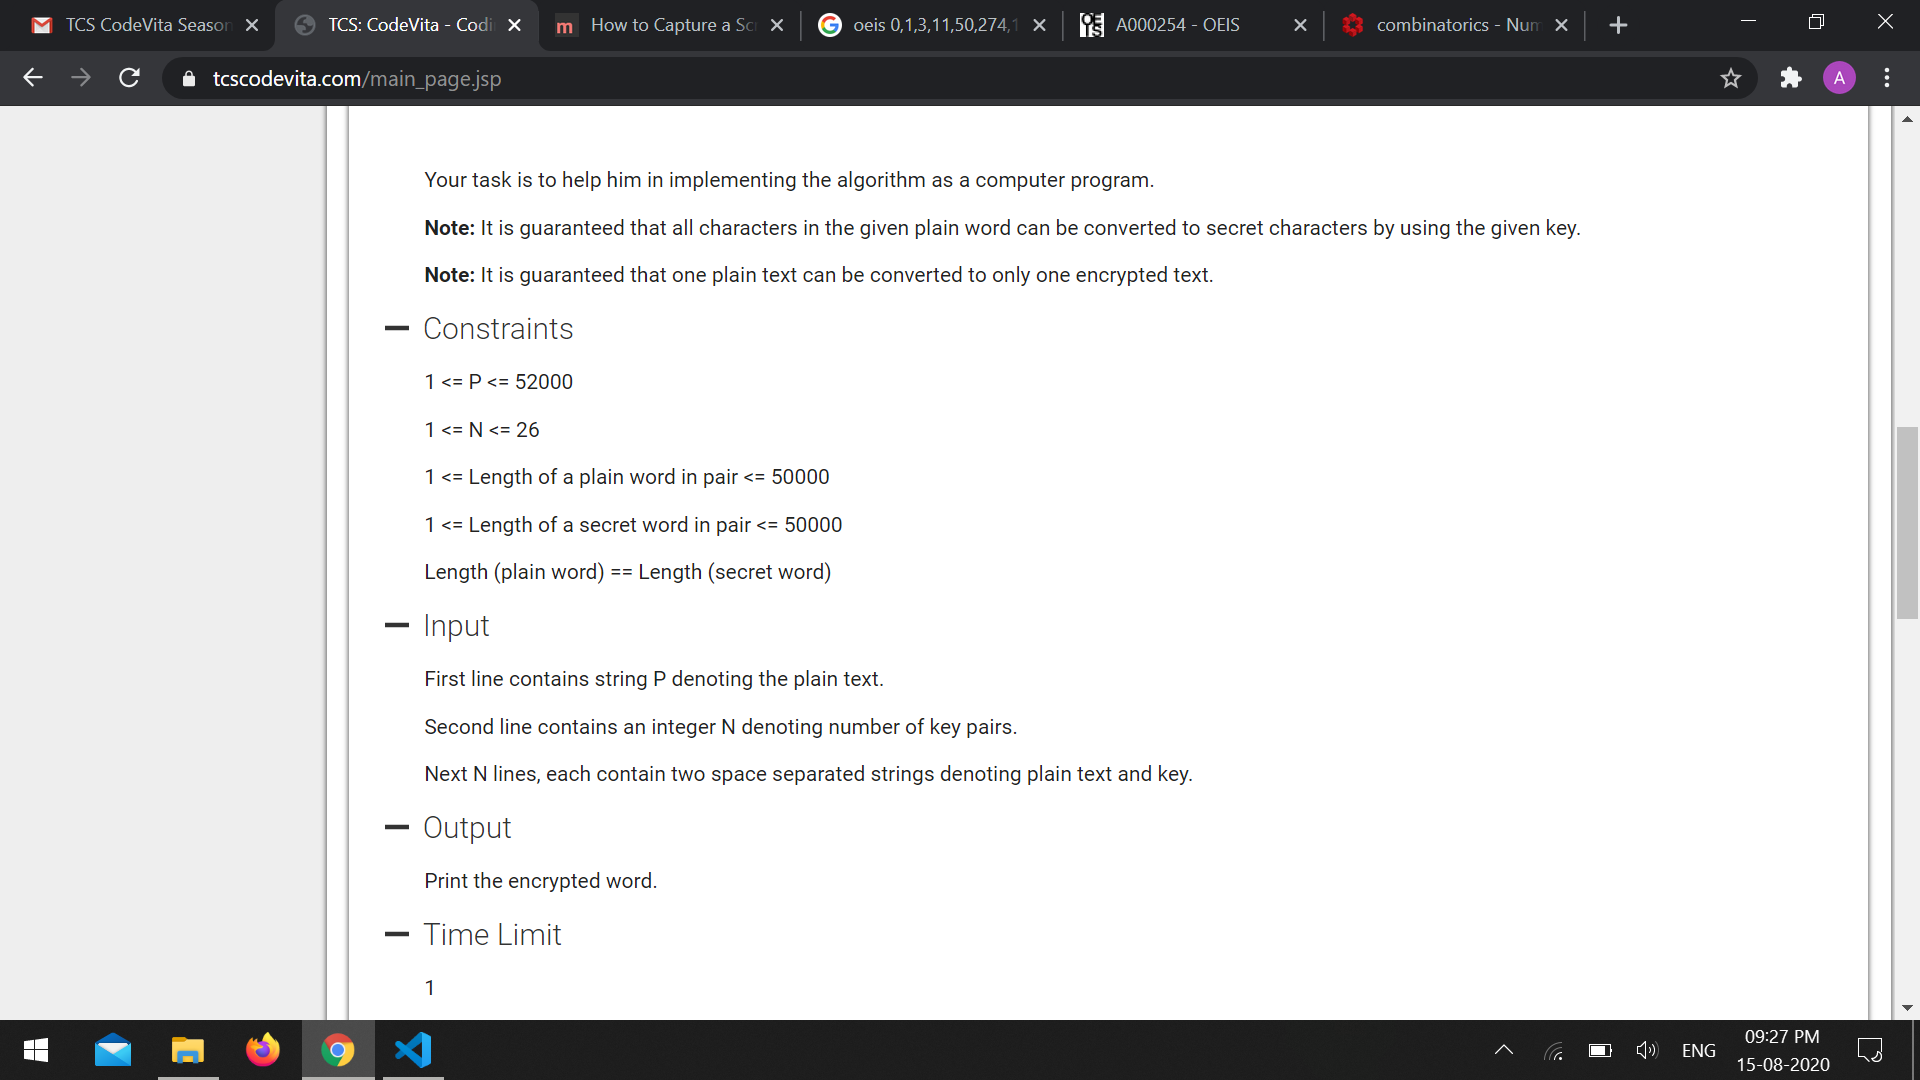 TCS CodeVita Season
TCS: CodeVita - Codi
m How to Capture a Sc
G oeis 0,1,3,11,50,274,1
OEIS A000254 - OEIS
combinatorics - Num
tcscodevita.com/main_page.jsp
A
Your task is to help him in implementing the algorithm as a computer program.
Note: It is guaranteed that all characters in the given plain word can be converted to secret characters by using the given key.
Note: It is guaranteed that one plain text can be converted to only one encrypted text.
Constraints
1 <= P <= 52000
1 <= N <= 26
1 <= Length of a plain word in pair <= 50000
1 <= Length of a secret word in pair <= 50000
Length (plain word) == Length (secret word)
Input
First line contains string P denoting the plain text.
Second line contains an integer N denoting number of key pairs.
Next N lines, each contain two space separated strings denoting plain text and key.
Output
Print the encrypted word.
Time Limit
1
ENG
09:27 PM
15-08-2020